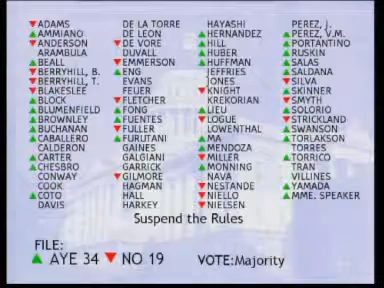 ADAMS
AMMIANO
ANDERSON
ARAMBULA
BEALL
BERRYHILL, B.
BERRYHILL, T.
BLAKESLEE
BLOCK
BLUMENFIELD
BROWNLEY
BUCHANAN
CABALLERO
CALDERON
CARTER
CHESBRO
CONWAY
COOK
COTO
DAVIS
DE LA TORRE
DE LEON
DE VORE
DUVALL
EMMERSON
ENG
EVANS
FEUER
FLETCHER
FONG
FUENTES
FULLER
FURUTANI
GAINES
GALGIANI
GARRICK
GILMORE
HAGMAN
HALL
HARKEY
HAYASHI
HERNANDEZ
HILL
HUBER
HUFFMAN
JEFFRIES
JONES
KNIGHT
KREKORIAN
LIEU
LOGUE
LOWENTHAL
MA
MENDOZA
MILLER
MONNING
NAVA
NESTANDE
NIELLO
NIELSEN
PEREZ, J.
PEREZ, V.M.
PORTANTINO
RUSKIN
SALAS
SALDANA
SILVA
SKINNER
SMYTH
SOLORIO
STRICKLAND
SWANSON
TORLAKSON
TORRES
TORRICO
TRAN
VILLINES
YAMADA
MME. SPEAKER
Suspend the Rules
FILE:
AYE 34 NO 19 VOTE:Majority